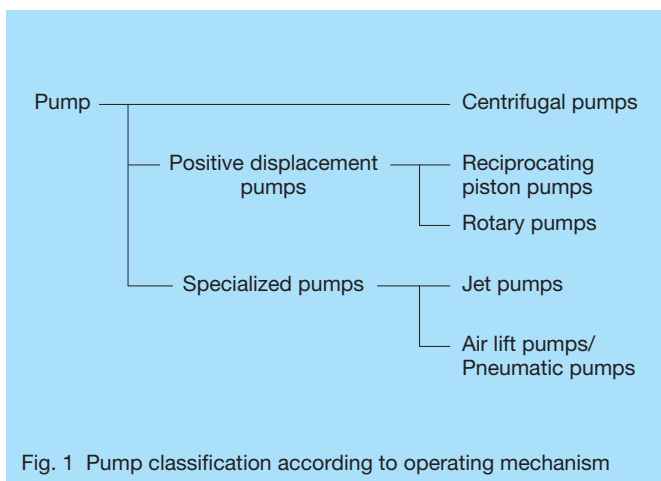 Pump
Centrifugal pumps
Positive displacement
pumps
Reciprocating
piston pumps
Rotary pumps
Specialized pumps
Jet pumps
Air lift pumps/
Pneumatic pumps
Fig. 1 Pump classification according to operating mechanism